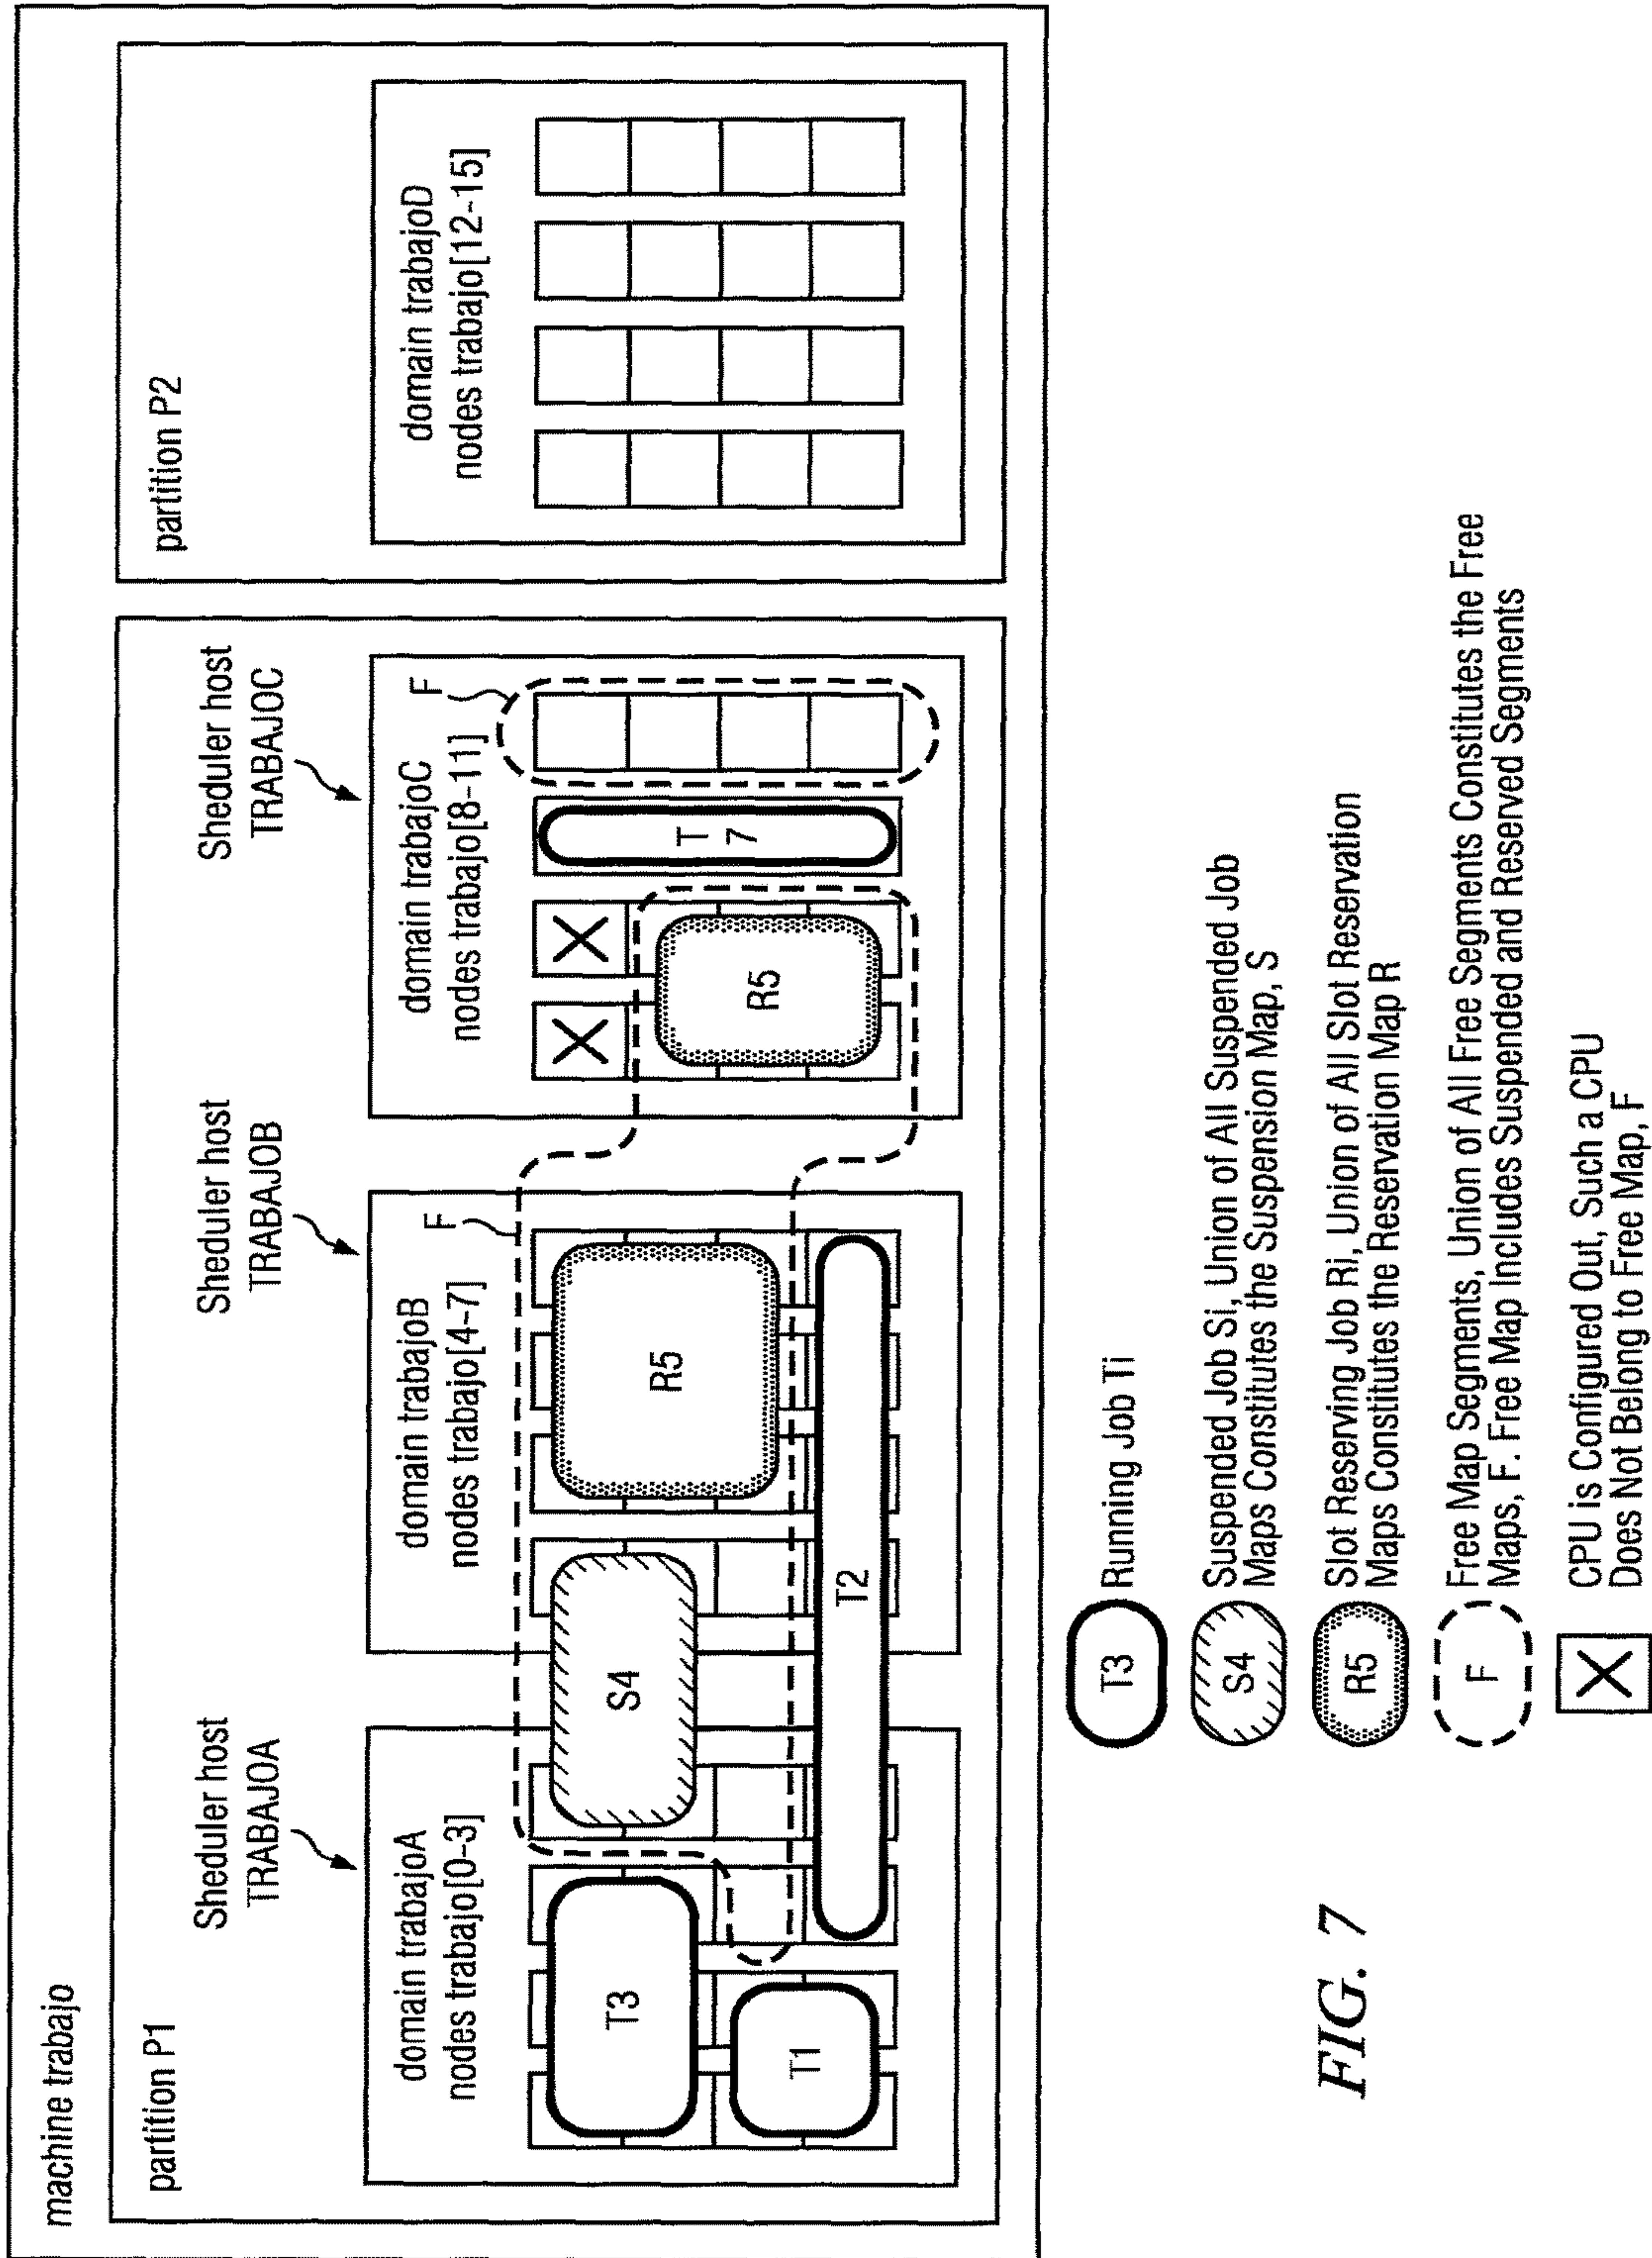 machine trabajo
partition P1
partition P2
Sheduler host
TRABAJOA
Sheduler host
TRABAJOB
Sheduler host
TRABAJOC
domain trabajoA
nodes trabajo[0-3]
domain trabajoB
nodes trabajo[4-7]
domain trabajoC
nodes trabajo[8-11]
domain trabajoD
nodes trabajo[12-15]
T3
T1
S4
T2
R5
F
X
X
R5
T
7
F
T3
Running Job Ti
S4
Suspended Job Si, Union of All Suspended Job
Maps Constitutes the Suspension Map, S
R5
Slot Reserving Job Ri, Union of All Slot Reservation
Maps Constitutes the Reservation Map R
F
Free Map Segments, Union of All Free Segments Constitutes the Free
Maps, F. Free Map Includes Suspended and Reserved Segments
X
CPU is Configured Out, Such a CPU
Does Not Belong to Free Map, F
FIG. 7